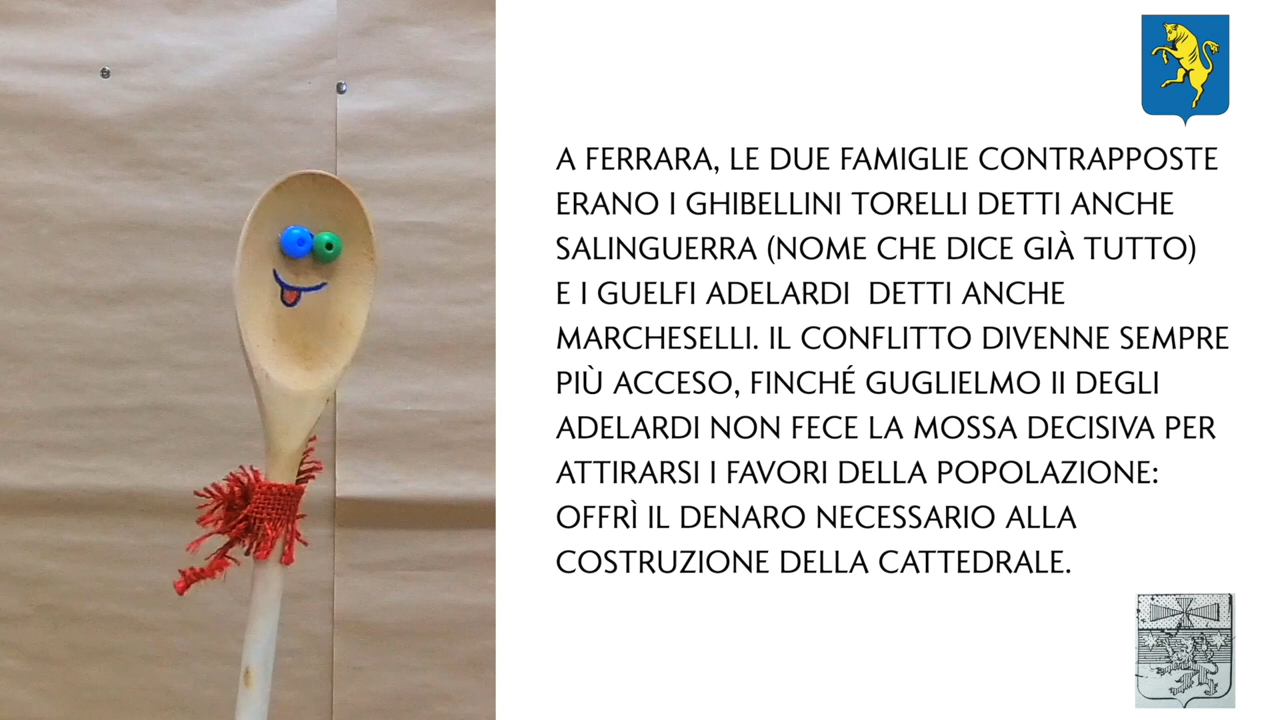 A FERRARA, LE DUE FAMIGLIE CONTRAPPOSTE
ERANO I GHIBELLINI TORELLI DETTI ANCHE
SALINGUERRA (NOME CHE DICE GIÀ TUTTO)
E I GUELFI ADELARDI DETTI ANCHE
MARCHESELLI. IL CONFLITTO DIVENNE SEMPRE
PIÙ ACCESO, FINCHÉ GUGLIELMO II DEGLI
ADELARDI NON FECE LA MOSSA DECISIVA PER
ATTIRARSI I FAVORI DELLA POPOLAZIONE:
OFFRÌ IL DENARO NECESSARIO ALLA
COSTRUZIONE DELLA CATTEDRALE.